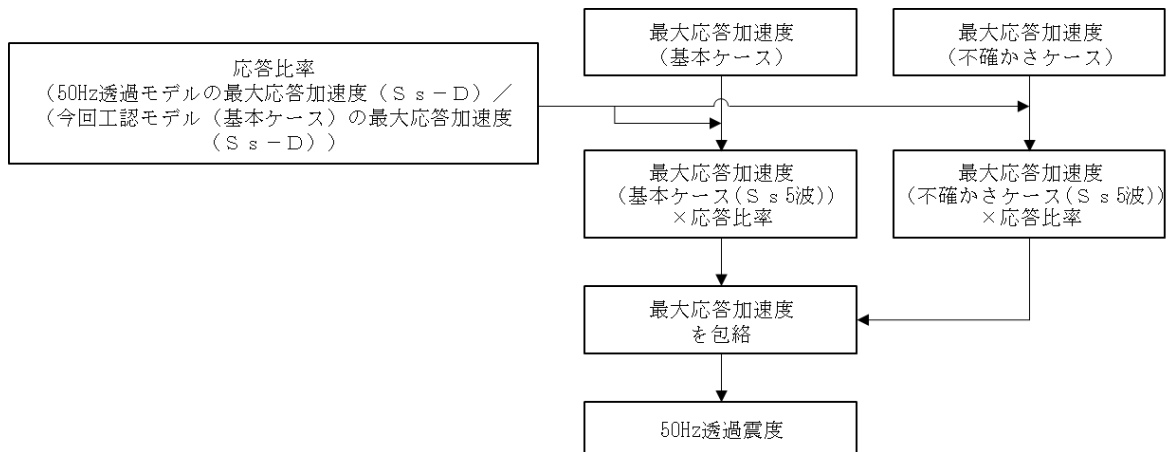 応答比率
(50Hz透過モデルの最大応答加速度(Ss-D)/
(今回工認モデル(基本ケース)の最大応答加速度
(Ss-D))
最大応答加速度
(基本ケース)
最大応答加速度
(不確かさケース)
最大応答加速度
(基本ケース(Ss5波))
×応答比率
最大応答加速度
(不確かさケース(Ss5波))
×応答比率
最大応答加速度
を包絡
50Hz透過震度